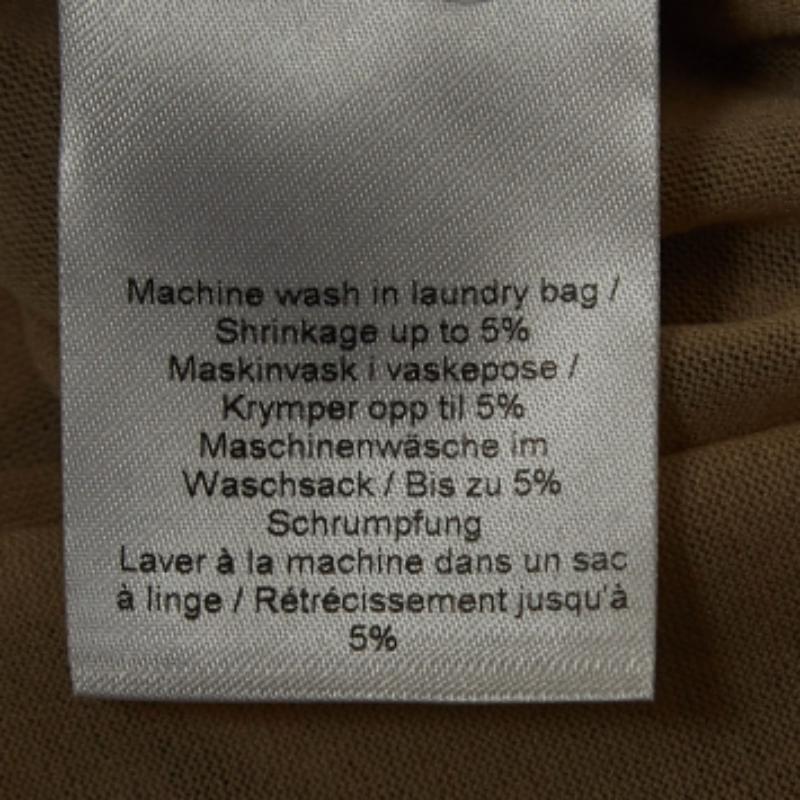 Machine wash in laundry bag /
Shrinkage up to 5%
Maskinvask i vaskepose /
Krymper opp til 5%
Maschinenwäsche im
Waschsack / Bis zu 5%
Schrumpfung
Laver à la machine dans un sac
à linge / Rétrécissement jusqu'à
5%